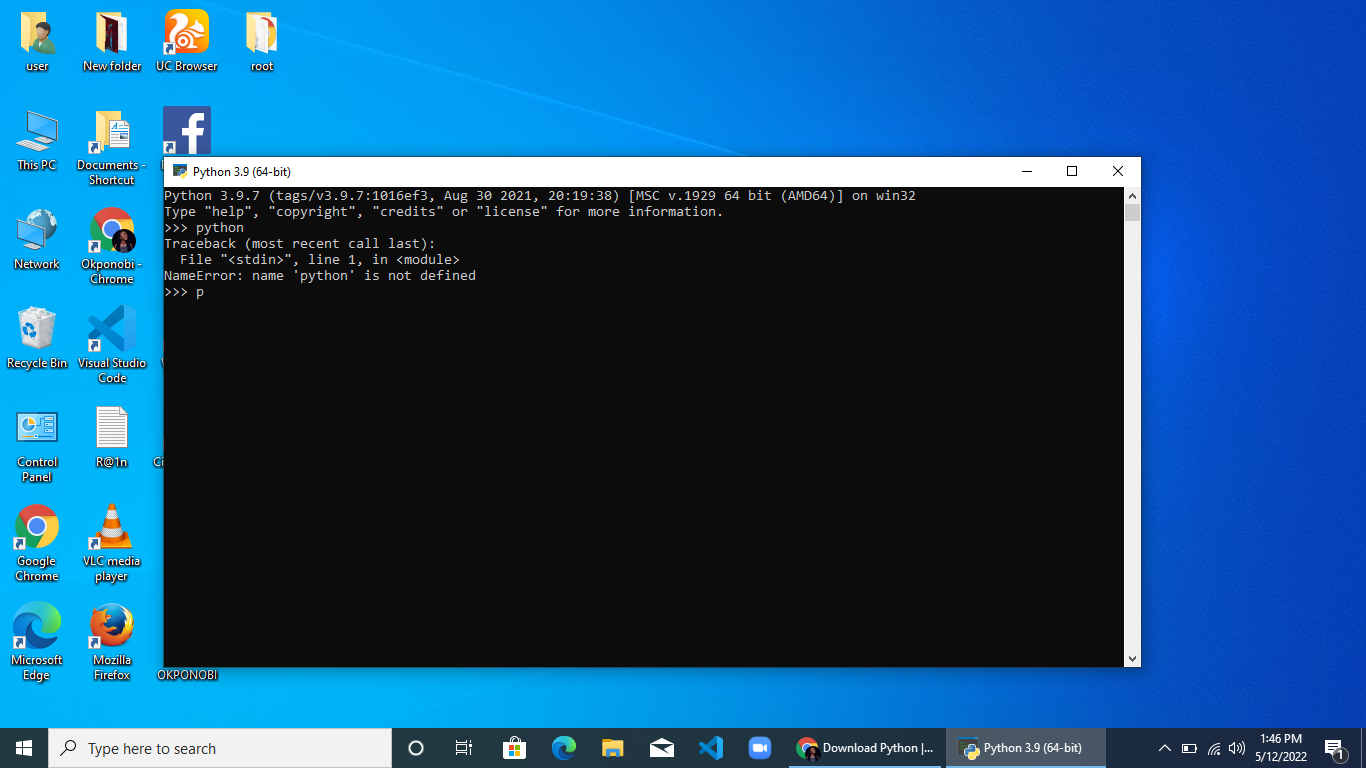 user
New folder
UC Browser
root
This PC
Documents -
Shortcut
Python 3.9 (64-bit)
Python 3.9.7 (tags/v3.9.7:1016ef3, Aug 30 2021, 20:19:38) [MSC v.1929 64 bit (AMD64)] on win32
Type "help", "copyright", "credits" or "license" for more information.
>>> python
Traceback (most recent call last):
  File "<stdin>", line 1, in <module>
NameError: name 'python' is not defined
>>> p
Network
Okponobi -
Chrome
Recycle Bin
Visual Studio
Code
Control
Panel
R@1n
Google
Chrome
VLC media
player
Microsoft
Edge
Mozilla
Firefox
OKPONOBI
Type here to search
Download Python |...
Python 3.9 (64-bit)
1:46 PM
5/12/2022
1